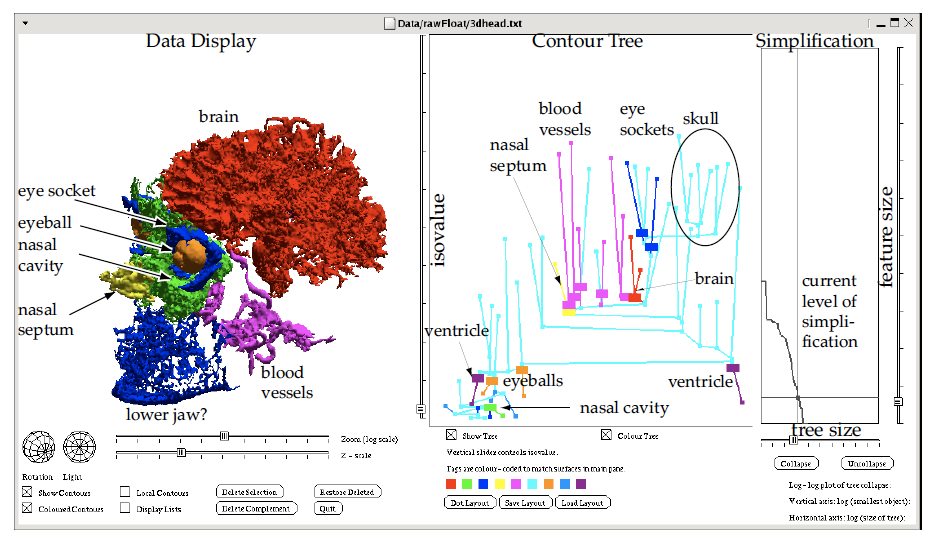 Data/rawFloat/3dhead.txt
Data Display
Contour Tree
Simplification
brain
eye socket
eyeball
nasal
cavity
nasal
septum
blood
vessels
lower jaw?
isovalue
blood
vessels
eye
sockets
skull
nasal
septum
brain
ventricle
eyeballs
ventricle
nasal cavity
feature size
current
level of
simpli-
fication
tree size
Zoom (log scale)
Z - scale
Rotation Light
Show Contours
Local Contours
Delete Selection
Restore Deleted
Coloured Contours
Display Lists
Delete Complement
Quit
Show Tree
Colour Tree
Vertical slider controls isovalue.
Tags are colour-coded to match surfaces in main pane.
Dot Layout
Save Layout
Load Layout
Collapse
Uncollapse
Log-log plot of tree collapse:
Vertical axis: log (smallest object):
Horizontal axis: log (size of tree):